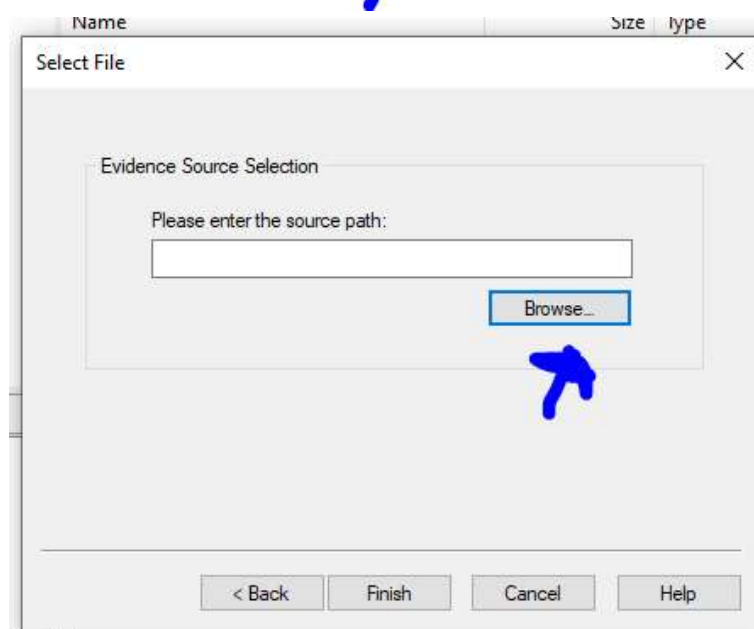 Name Size Type
Select File
Evidence Source Selection
Please enter the source path:
Browse...
< Back Finish Cancel Help